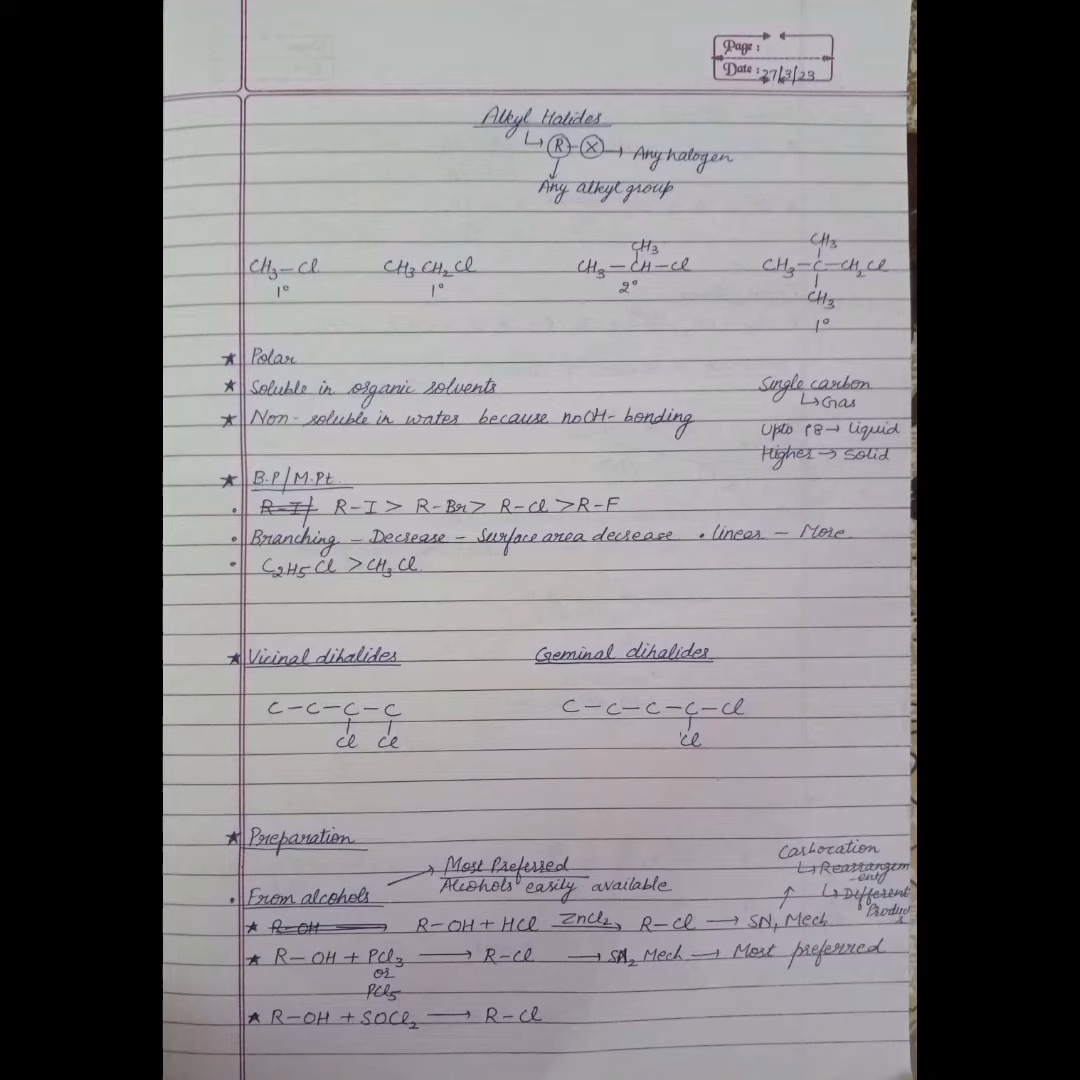 Page :
Date : 27/3/23
Alkyl Halides
↳ R-X → Any halogen
Any alkyl group
CH3
CH3
CH3-Cl CH3CH2Cl CH3-CH-Cl CH3-C-CH2Cl
1° 1° 2° CH3
1°
★ Polar
★ Soluble in organic solvents Single carbon
↳ Gas
★ Non-soluble in water because no OH-bonding
Upto 18 → liquid
Higher → Solid
★ B.P/M.Pt.
• R-I R-I > R-Br > R-Cl > R-F
• Branching - Decrease - Surface area decrease • linear - More
• C2H5Cl > CH3Cl
★ Vicinal dihalides Geminal dihalides
C-C-C-C C-C-C-C-Cl
Cl Cl Cl
★ Preparation
Carbocation
→ Most Preferred ↳ Rearrangement
Alcohols easily available ↳ Different Product
• From alcohols
★ R-OH → R-OH + HCl ZnCl2→ R-Cl → SN1 Mech
★ R-OH + PCl3 → R-Cl → SN2 Mech → Most preferred
or
PCl5
★ R-OH + SOCl2 → R-Cl